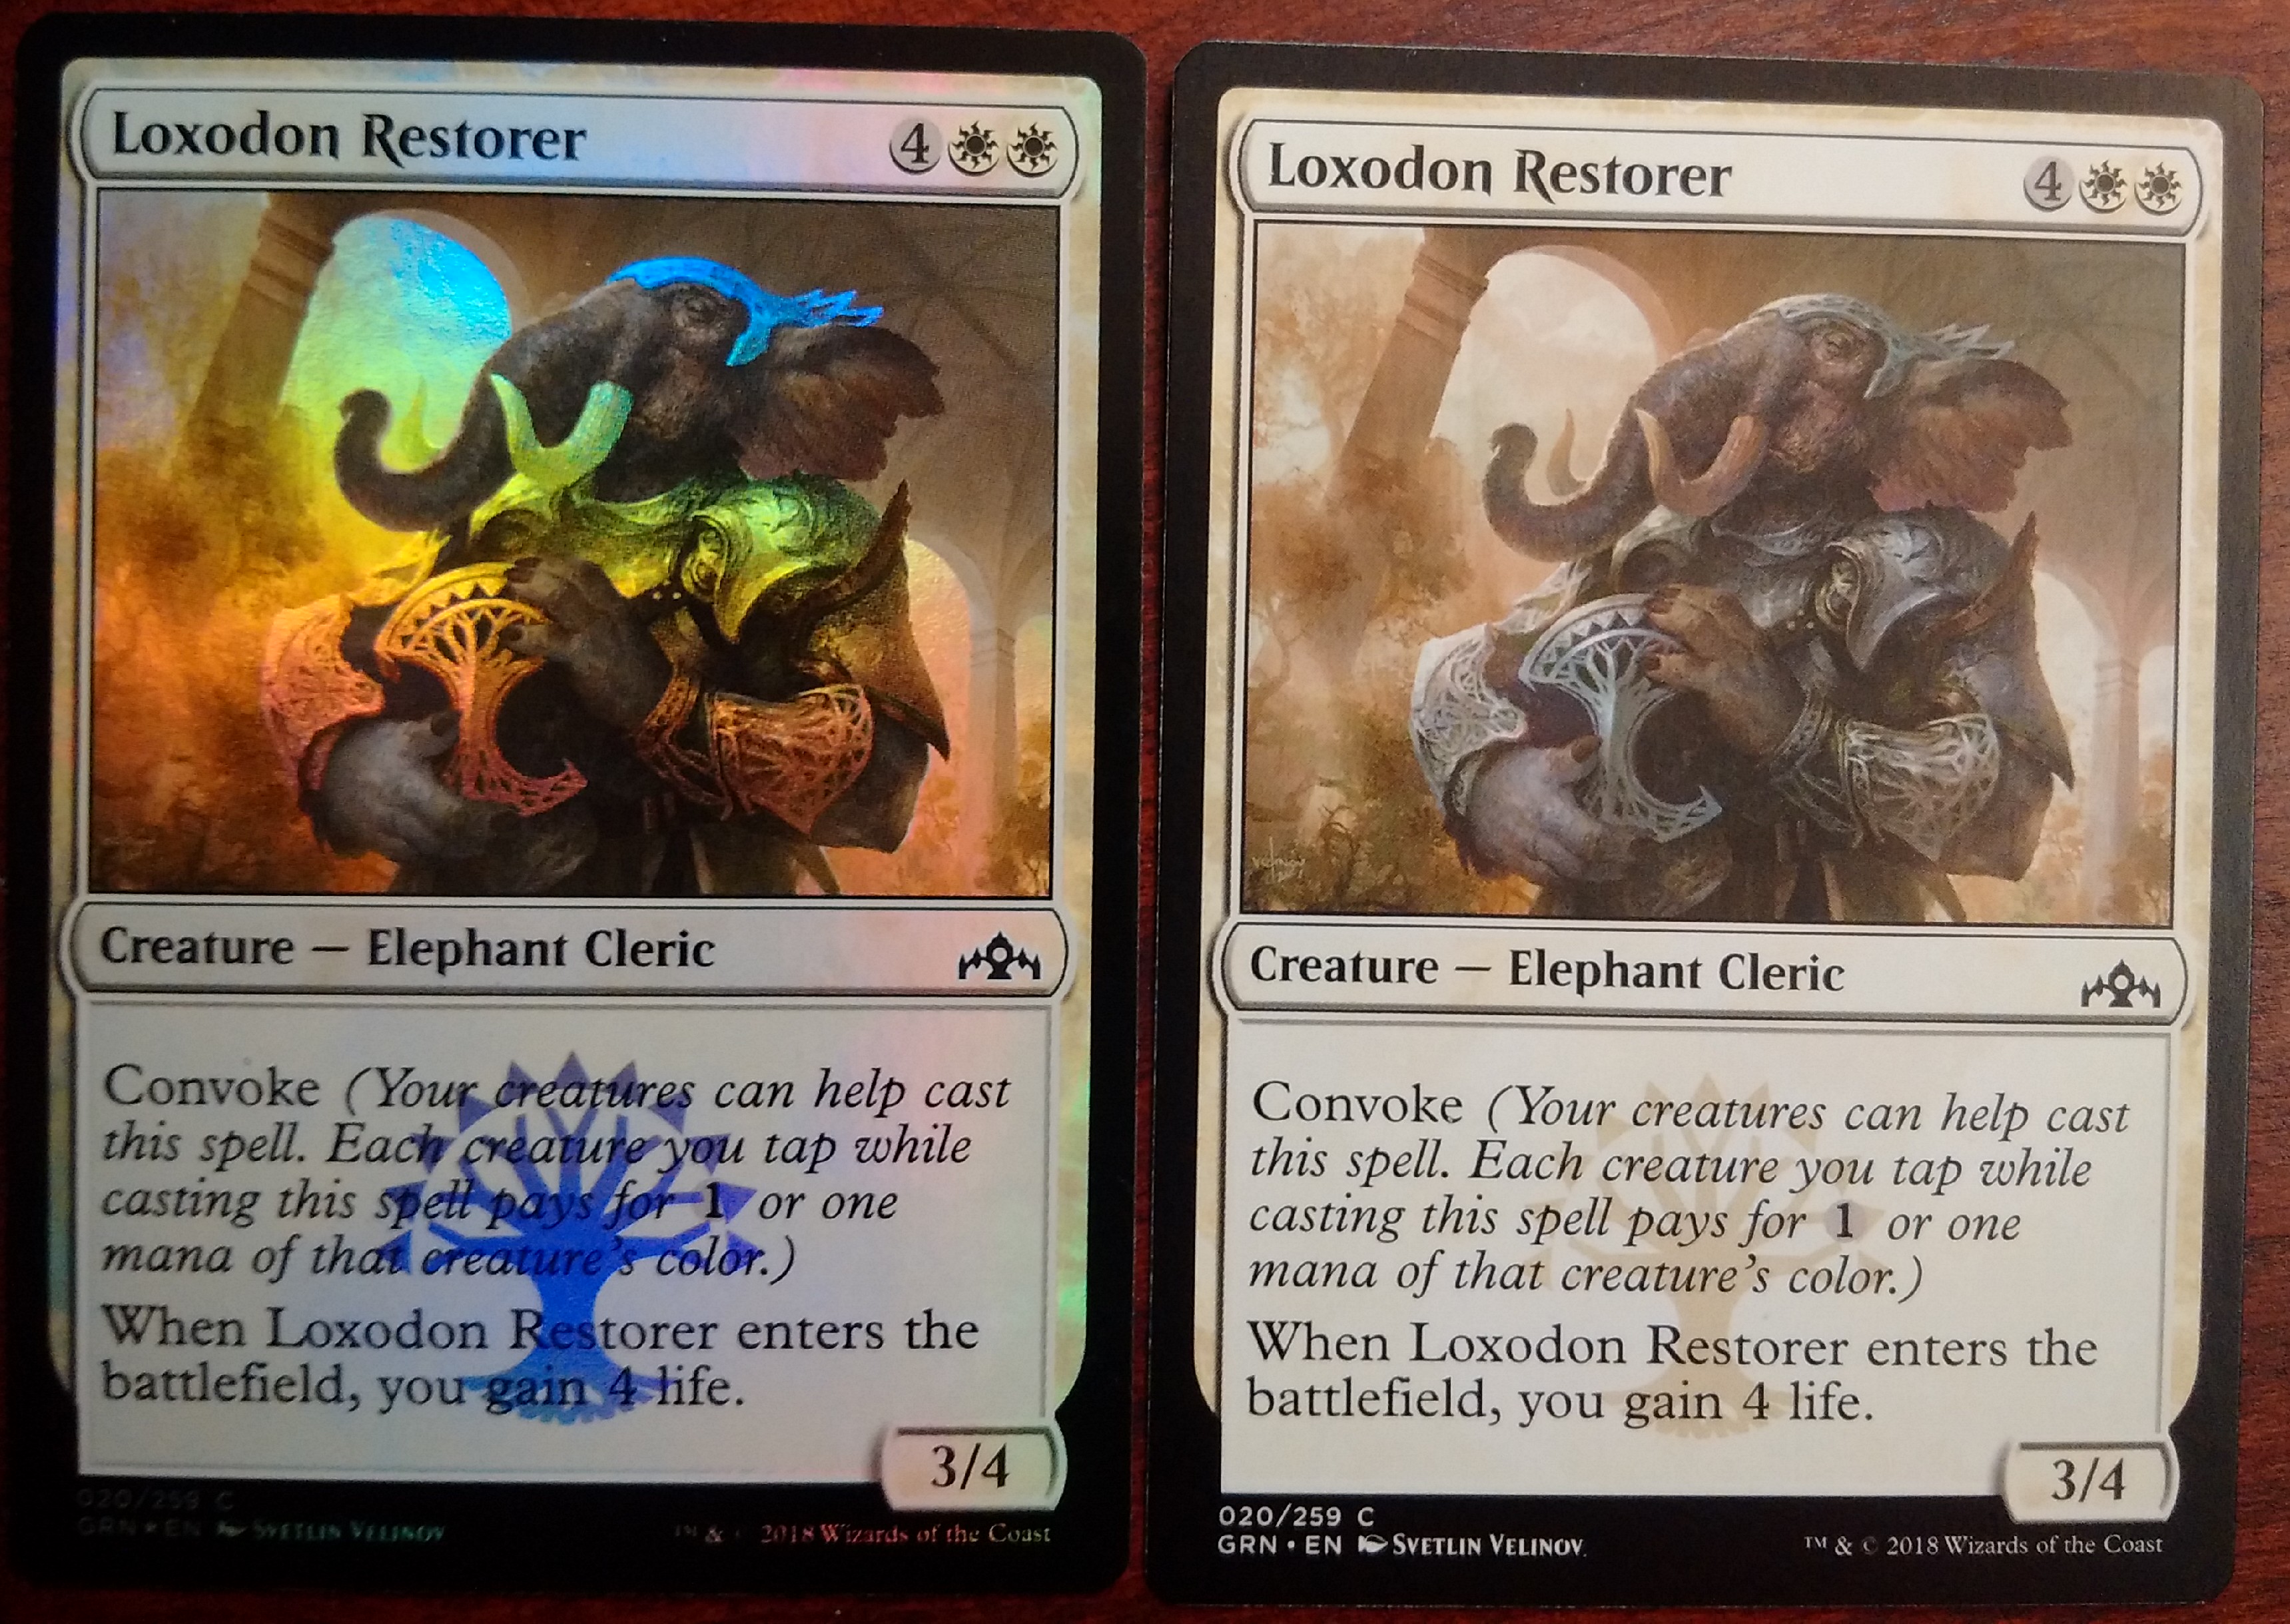 Loxodon Restorer 4
Creature — Elephant Cleric
Convoke (Your creatures can help cast
this spell. Each creature you tap while
casting this spell pays for 1 or one
mana of that creature's color.)
When Loxodon Restorer enters the
battlefield, you gain 4 life.
3/4
020/259 C
GRN • EN SVETLIN VELINOV
™ & © 2018 Wizards of the Coast
Loxodon Restorer 4
VELINOV
Creature — Elephant Cleric
Convoke (Your creatures can help cast
this spell. Each creature you tap while
casting this spell pays for 1 or one
mana of that creature's color.)
When Loxodon Restorer enters the
battlefield, you gain 4 life.
3/4
020/259 C
GRN • EN SVETLIN VELINOV
™ & © 2018 Wizards of the Coast